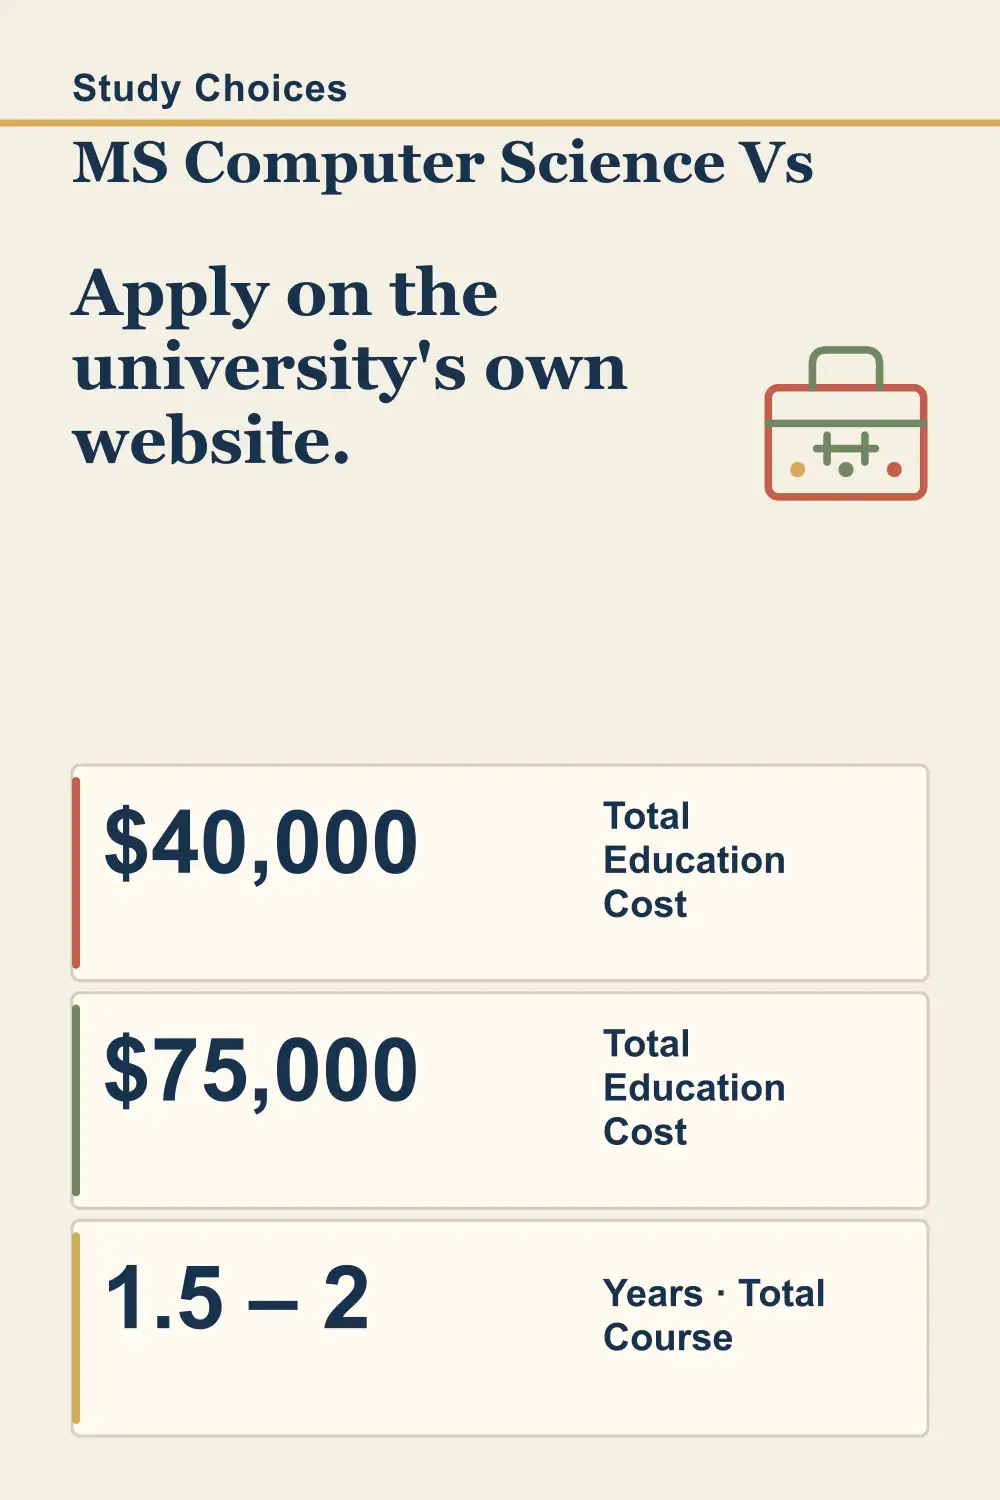 Study Choices
MS Computer Science Vs
Apply on the
university's own
website.
$40,000
Total
Education
Cost
$75,000
Total
Education
Cost
1.5 – 2
Years · Total
Course